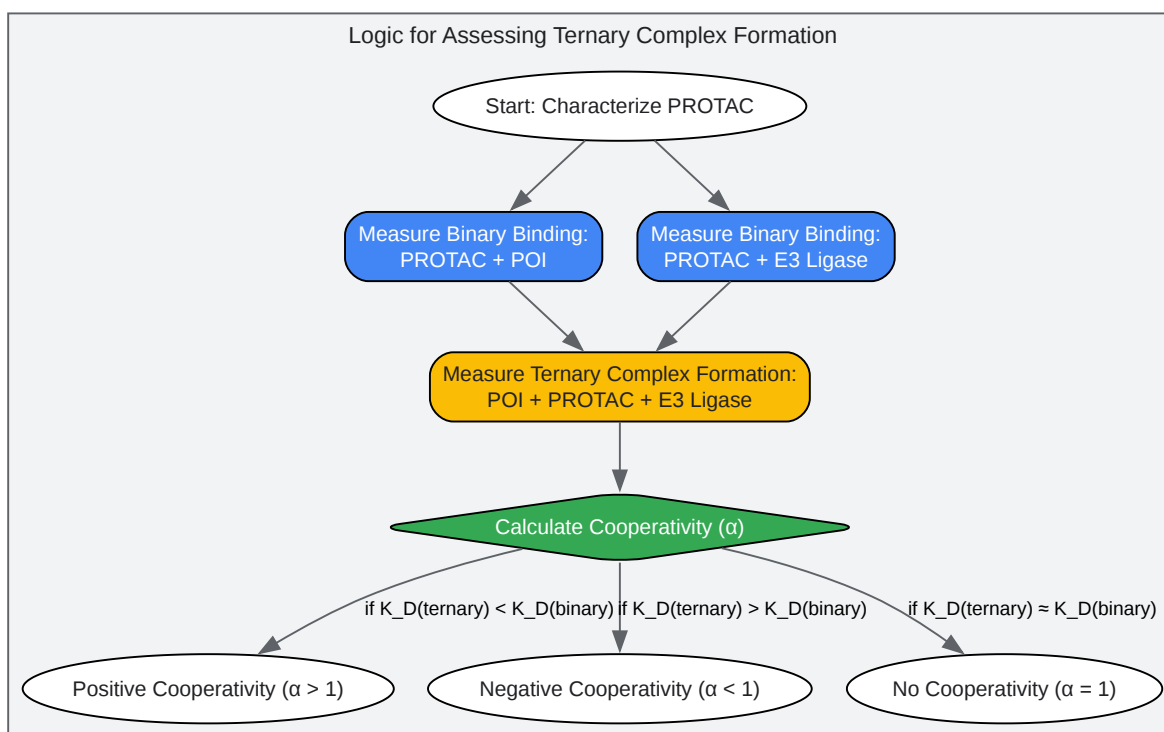 Logic for Assessing Ternary Complex Formation
Start: Characterize PROTAC
Measure Binary Binding:
PROTAC + POI
Measure Binary Binding:
PROTAC + E3 Ligase
Measure Ternary Complex Formation:
POI + PROTAC + E3 Ligase
Calculate Cooperativity (α)
if K_D(ternary) < K_D(binary)
if K_D(ternary) > K_D(binary)
if K_D(ternary) ≈ K_D(binary)
Positive Cooperativity (α > 1)
Negative Cooperativity (α < 1)
No Cooperativity (α = 1)